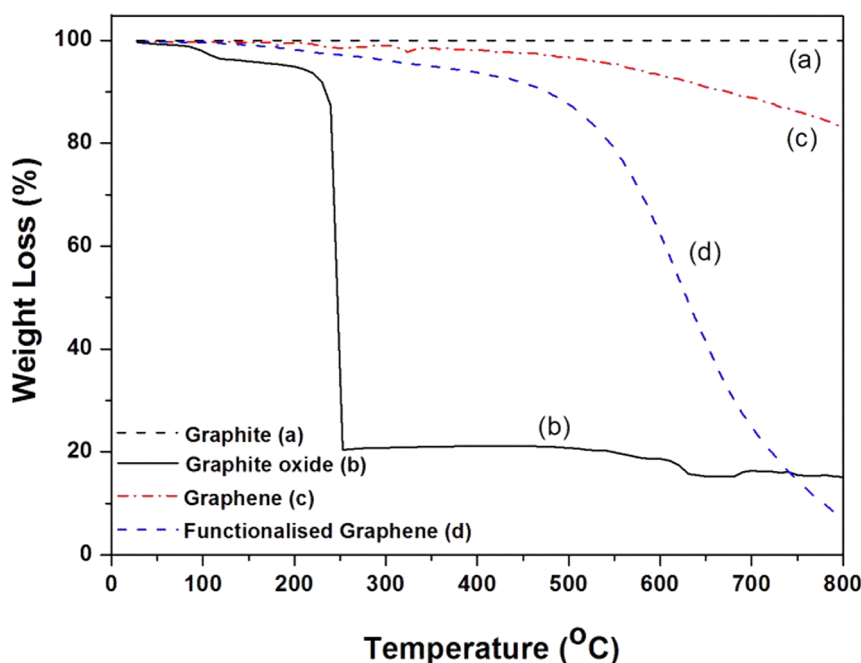 100
80
60
40
20
0
Weight Loss (%)
(a)
(c)
(d)
(b)
Graphite (a)
Graphite oxide (b)
Graphene (c)
Functionalised Graphene (d)
0 100 200 300 400 500 600 700 800
Temperature (°C)